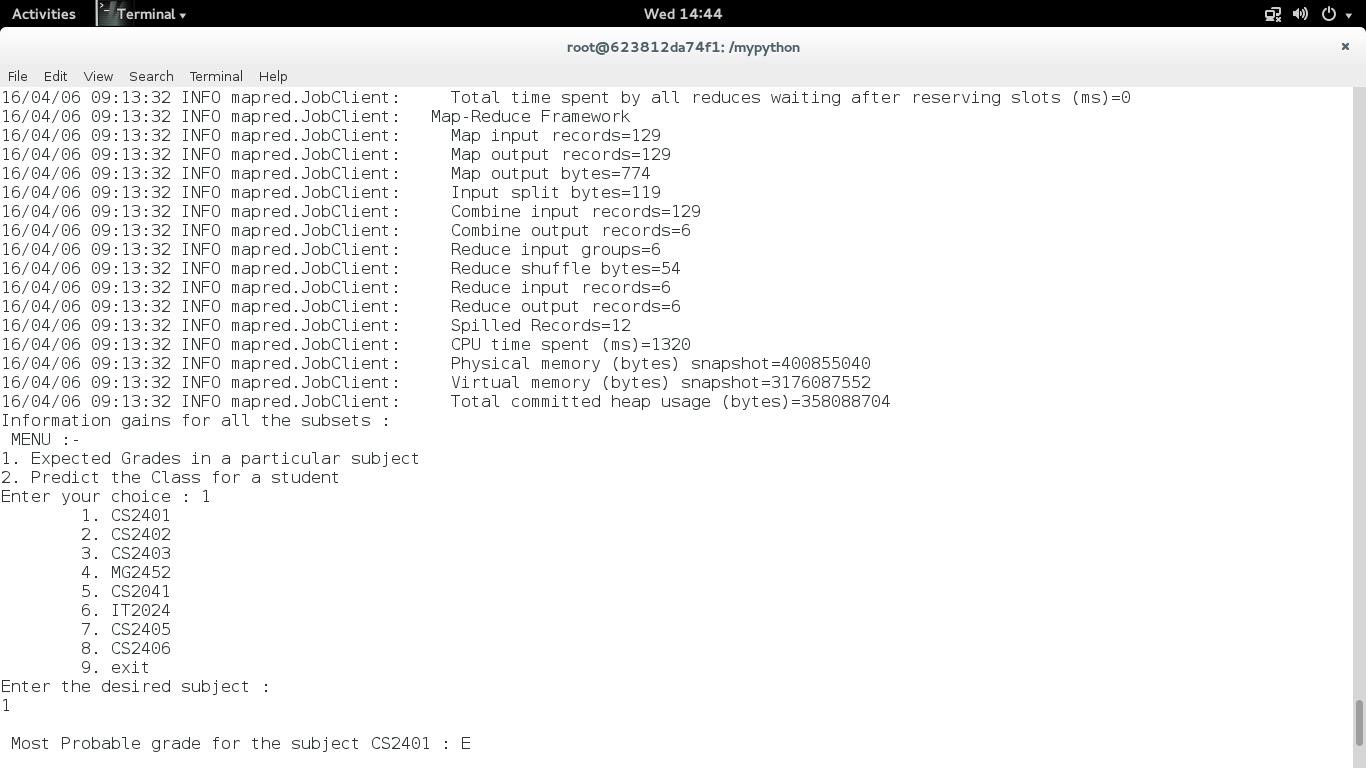 Activities Terminal Wed 14:44
root@623812da74f1: /mypython
File Edit View Search Terminal Help
16/04/06 09:13:32 INFO mapred.JobClient:     Total time spent by all reduces waiting after reserving slots (ms)=0
16/04/06 09:13:32 INFO mapred.JobClient:   Map-Reduce Framework
16/04/06 09:13:32 INFO mapred.JobClient:     Map input records=129
16/04/06 09:13:32 INFO mapred.JobClient:     Map output records=129
16/04/06 09:13:32 INFO mapred.JobClient:     Map output bytes=774
16/04/06 09:13:32 INFO mapred.JobClient:     Input split bytes=119
16/04/06 09:13:32 INFO mapred.JobClient:     Combine input records=129
16/04/06 09:13:32 INFO mapred.JobClient:     Combine output records=6
16/04/06 09:13:32 INFO mapred.JobClient:     Reduce input groups=6
16/04/06 09:13:32 INFO mapred.JobClient:     Reduce shuffle bytes=54
16/04/06 09:13:32 INFO mapred.JobClient:     Reduce input records=6
16/04/06 09:13:32 INFO mapred.JobClient:     Reduce output records=6
16/04/06 09:13:32 INFO mapred.JobClient:     Spilled Records=12
16/04/06 09:13:32 INFO mapred.JobClient:     CPU time spent (ms)=1320
16/04/06 09:13:32 INFO mapred.JobClient:     Physical memory (bytes) snapshot=400855040
16/04/06 09:13:32 INFO mapred.JobClient:     Virtual memory (bytes) snapshot=3176087552
16/04/06 09:13:32 INFO mapred.JobClient:     Total committed heap usage (bytes)=358088704
Information gains for all the subsets :
 MENU :-
1. Expected Grades in a particular subject
2. Predict the Class for a student
Enter your choice : 1
        1. CS2401
        2. CS2402
        3. CS2403
        4. MG2452
        5. CS2041
        6. IT2024
        7. CS2405
        8. CS2406
        9. exit
Enter the desired subject :
1
 Most Probable grade for the subject CS2401 : E